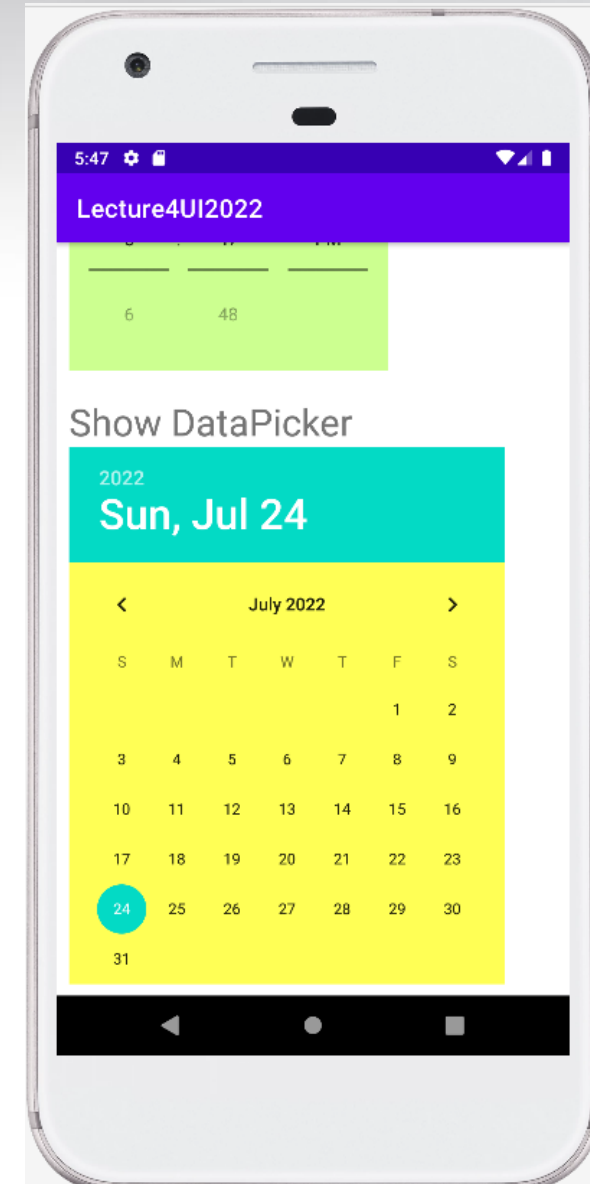 5:47
Lecture4UI2022
6 48
Show DataPicker
2022
Sun, Jul 24
July 2022
S M T W T F S
1 2
3 4 5 6 7 8 9
10 11 12 13 14 15 16
17 18 19 20 21 22 23
24 25 26 27 28 29 30
31